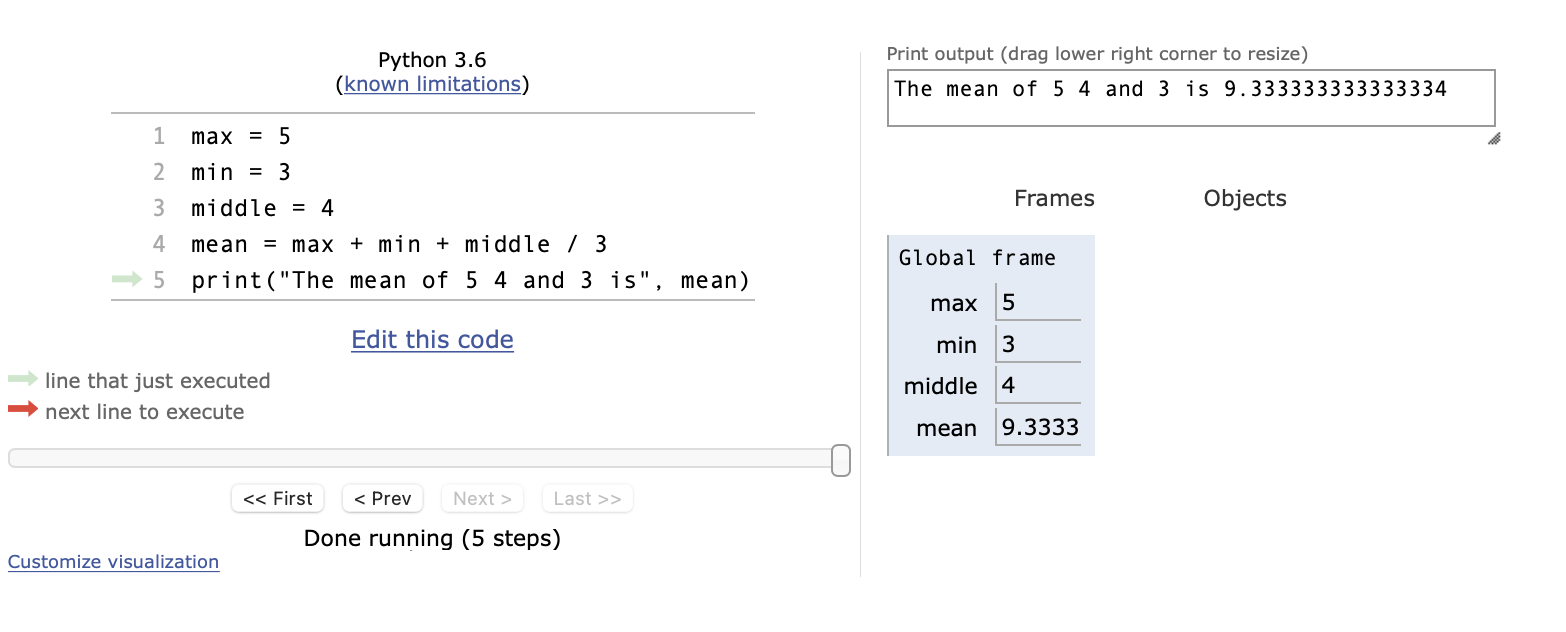 Python 3.6
(known limitations)
1 max = 5
2 min = 3
3 middle = 4
4 mean = max + min + middle / 3
5 print("The mean of 5 4 and 3 is", mean)
Edit this code
line that just executed
next line to execute
<< First < Prev Next > Last >>
Done running (5 steps)
Customize visualization
Print output (drag lower right corner to resize)
The mean of 5 4 and 3 is 9.333333333333334
Frames Objects
Global frame
max 5
min 3
middle 4
mean 9.3333